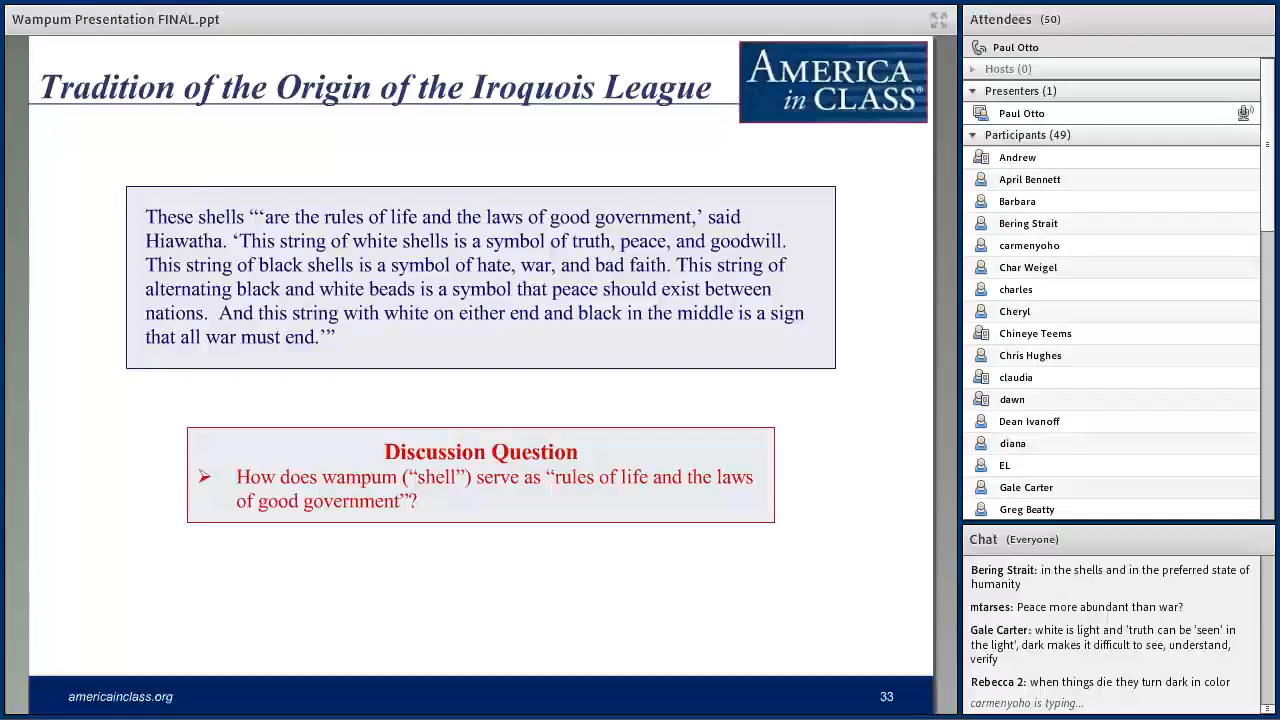 Wampum Presentation FINAL.ppt
Tradition of the Origin of the Iroquois League
AMERICA
in CLASS®
These shells “‘are the rules of life and the laws of good government,’ said
Hiawatha. ‘This string of white shells is a symbol of truth, peace, and goodwill.
This string of black shells is a symbol of hate, war, and bad faith. This string of
alternating black and white beads is a symbol that peace should exist between
nations.  And this string with white on either end and black in the middle is a sign
that all war must end.’”
Discussion Question
➢ How does wampum (“shell”) serve as “rules of life and the laws
of good government”?
americainclass.org
33
Attendees (50)
Paul Otto
Hosts (0)
Presenters (1)
Paul Otto
Participants (49)
Andrew
April Bennett
Barbara
Bering Strait
carmenyoho
Char Weigel
charles
Cheryl
Chineye Teems
Chris Hughes
claudia
dawn
Dean Ivanoff
diana
EL
Gale Carter
Greg Beatty
Chat (Everyone)
Bering Strait: in the shells and in the preferred state of
humanity
mtarses: Peace more abundant than war?
Gale Carter: white is light and 'truth can be 'seen' in
the light', dark makes it difficult to see, understand,
verify
Rebecca 2: when things die they turn dark in color
carmenyoho is typing...